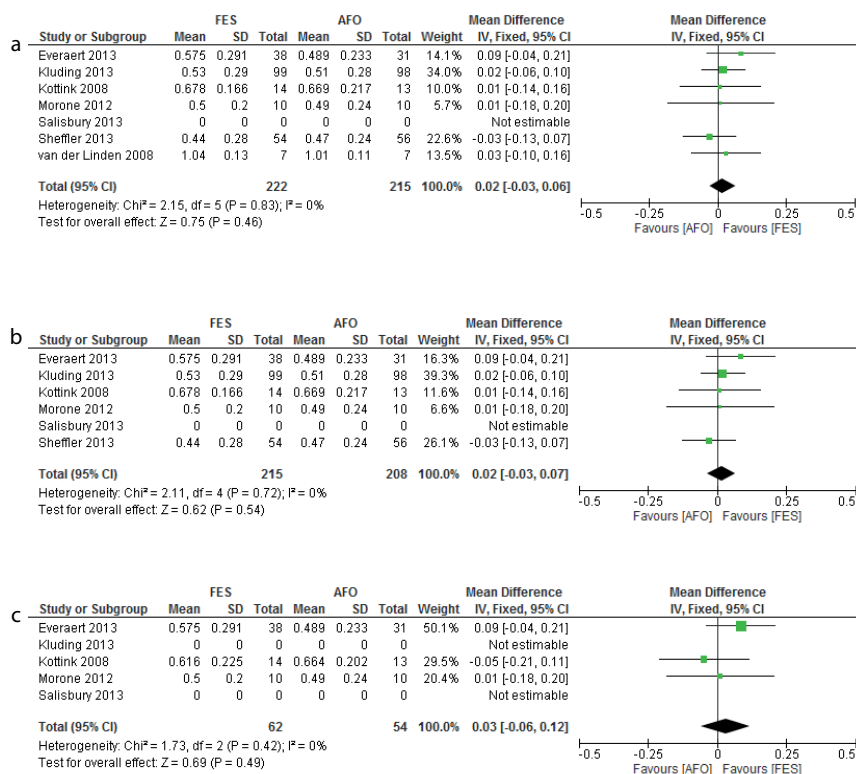 a
FES AFO Mean Difference Mean Difference
Study or Subgroup Mean SD Total Mean SD Total Weight IV, Fixed, 95% CI IV, Fixed, 95% CI
Everaert 2013 0.575 0.291 38 0.489 0.233 31 14.1% 0.09 [-0.04, 0.21]
Kluding 2013 0.53 0.29 99 0.51 0.28 98 34.0% 0.02 [-0.06, 0.10]
Kottink 2008 0.678 0.166 14 0.669 0.217 13 10.0% 0.01 [-0.14, 0.16]
Morone 2012 0.5 0.2 10 0.49 0.24 10 5.7% 0.01 [-0.18, 0.20]
Salisbury 2013 0 0 0 0 0 0 Not estimable
Sheffler 2013 0.44 0.28 54 0.47 0.24 56 22.6% -0.03 [-0.13, 0.07]
van der Linden 2008 1.04 0.13 7 1.01 0.11 7 13.5% 0.03 [-0.10, 0.16]
Total (95% CI) 222 215 100.0% 0.02 [-0.03, 0.06]
Heterogeneity: Chi² = 2.15, df = 5 (P = 0.83); I² = 0%
Test for overall effect: Z = 0.75 (P = 0.46)
-0.5 -0.25 0 0.25 0.5
Favours [AFO] Favours [FES]
b
FES AFO Mean Difference Mean Difference
Study or Subgroup Mean SD Total Mean SD Total Weight IV, Fixed, 95% CI IV, Fixed, 95% CI
Everaert 2013 0.575 0.291 38 0.489 0.233 31 16.3% 0.09 [-0.04, 0.21]
Kluding 2013 0.53 0.29 99 0.51 0.28 98 39.3% 0.02 [-0.06, 0.10]
Kottink 2008 0.678 0.166 14 0.669 0.217 13 11.6% 0.01 [-0.14, 0.16]
Morone 2012 0.5 0.2 10 0.49 0.24 10 6.6% 0.01 [-0.18, 0.20]
Salisbury 2013 0 0 0 0 0 0 Not estimable
Sheffler 2013 0.44 0.28 54 0.47 0.24 56 26.1% -0.03 [-0.13, 0.07]
Total (95% CI) 215 208 100.0% 0.02 [-0.03, 0.07]
Heterogeneity: Chi² = 2.11, df = 4 (P = 0.72); I² = 0%
Test for overall effect: Z = 0.62 (P = 0.54)
-0.5 -0.25 0 0.25 0.5
Favours [AFO] Favours [FES]
c
FES AFO Mean Difference Mean Difference
Study or Subgroup Mean SD Total Mean SD Total Weight IV, Fixed, 95% CI IV, Fixed, 95% CI
Everaert 2013 0.575 0.291 38 0.489 0.233 31 50.1% 0.09 [-0.04, 0.21]
Kluding 2013 0 0 0 0 0 0 Not estimable
Kottink 2008 0.616 0.225 14 0.664 0.202 13 29.5% -0.05 [-0.21, 0.11]
Morone 2012 0.5 0.2 10 0.49 0.24 10 20.4% 0.01 [-0.18, 0.20]
Salisbury 2013 0 0 0 0 0 0 Not estimable
Total (95% CI) 62 54 100.0% 0.03 [-0.06, 0.12]
Heterogeneity: Chi² = 1.73, df = 2 (P = 0.42); I² = 0%
Test for overall effect: Z = 0.69 (P = 0.49)
-0.5 -0.25 0 0.25 0.5
Favours [AFO] Favours [FES]